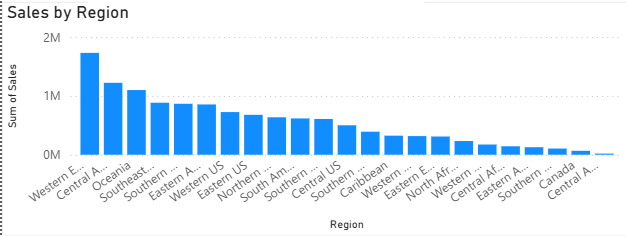 Sales by Region
2M
1M
0M
Sum of Sales
Western E...
Central A...
Oceania
Southeast...
Southern ...
Eastern A...
Western US
Eastern US
Northern ...
South Am...
Southern ...
Central US
Southern ...
Caribbean
Western ...
Eastern E...
North Afr...
Western ...
Central Af...
Eastern A...
Southern ...
Canada
Central A...
Region